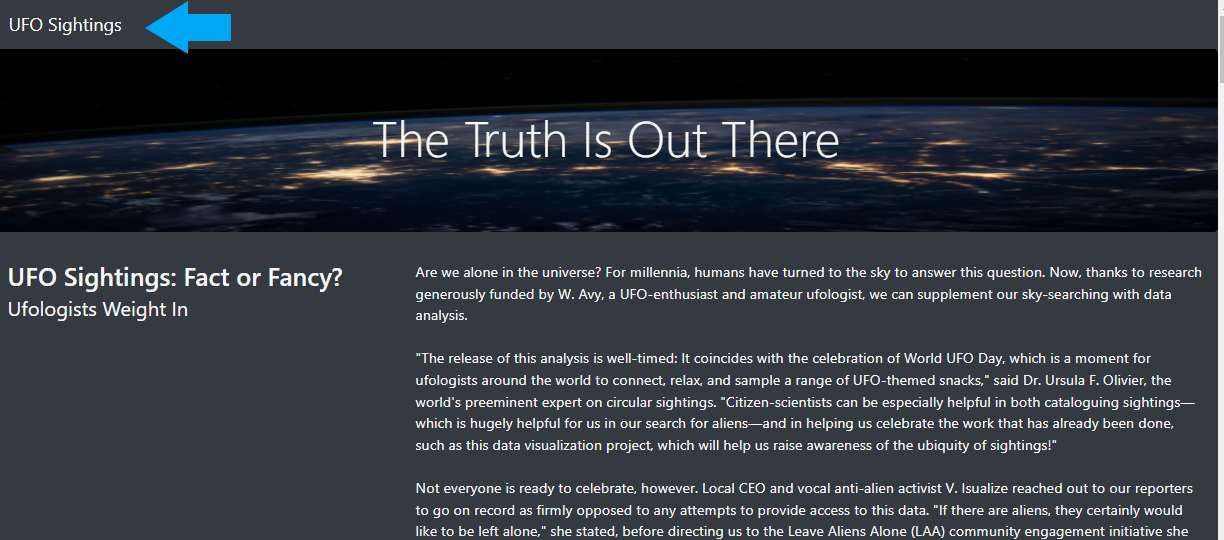 UFO Sightings
The Truth Is Out There
UFO Sightings: Fact or Fancy?
Ufologists Weight In
Are we alone in the universe? For millennia, humans have turned to the sky to answer this question. Now, thanks to research
generously funded by W. Avy, a UFO-enthusiast and amateur ufologist, we can supplement our sky-searching with data
analysis.
"The release of this analysis is well-timed: It coincides with the celebration of World UFO Day, which is a moment for
ufologists around the world to connect, relax, and sample a range of UFO-themed snacks," said Dr. Ursula F. Olivier, the
world's preeminent expert on circular sightings. "Citizen-scientists can be especially helpful in both cataloguing sightings—
which is hugely helpful for us in our search for aliens—and in helping us celebrate the work that has already been done,
such as this data visualization project, which will help us raise awareness of the ubiquity of sightings!"
Not everyone is ready to celebrate, however. Local CEO and vocal anti-alien activist V. Isualize reached out to our reporters
to go on record as firmly opposed to any attempts to provide access to this data. "If there are aliens, they certainly would
like to be left alone," she stated, before directing us to the Leave Aliens Alone (LAA) community engagement initiative she